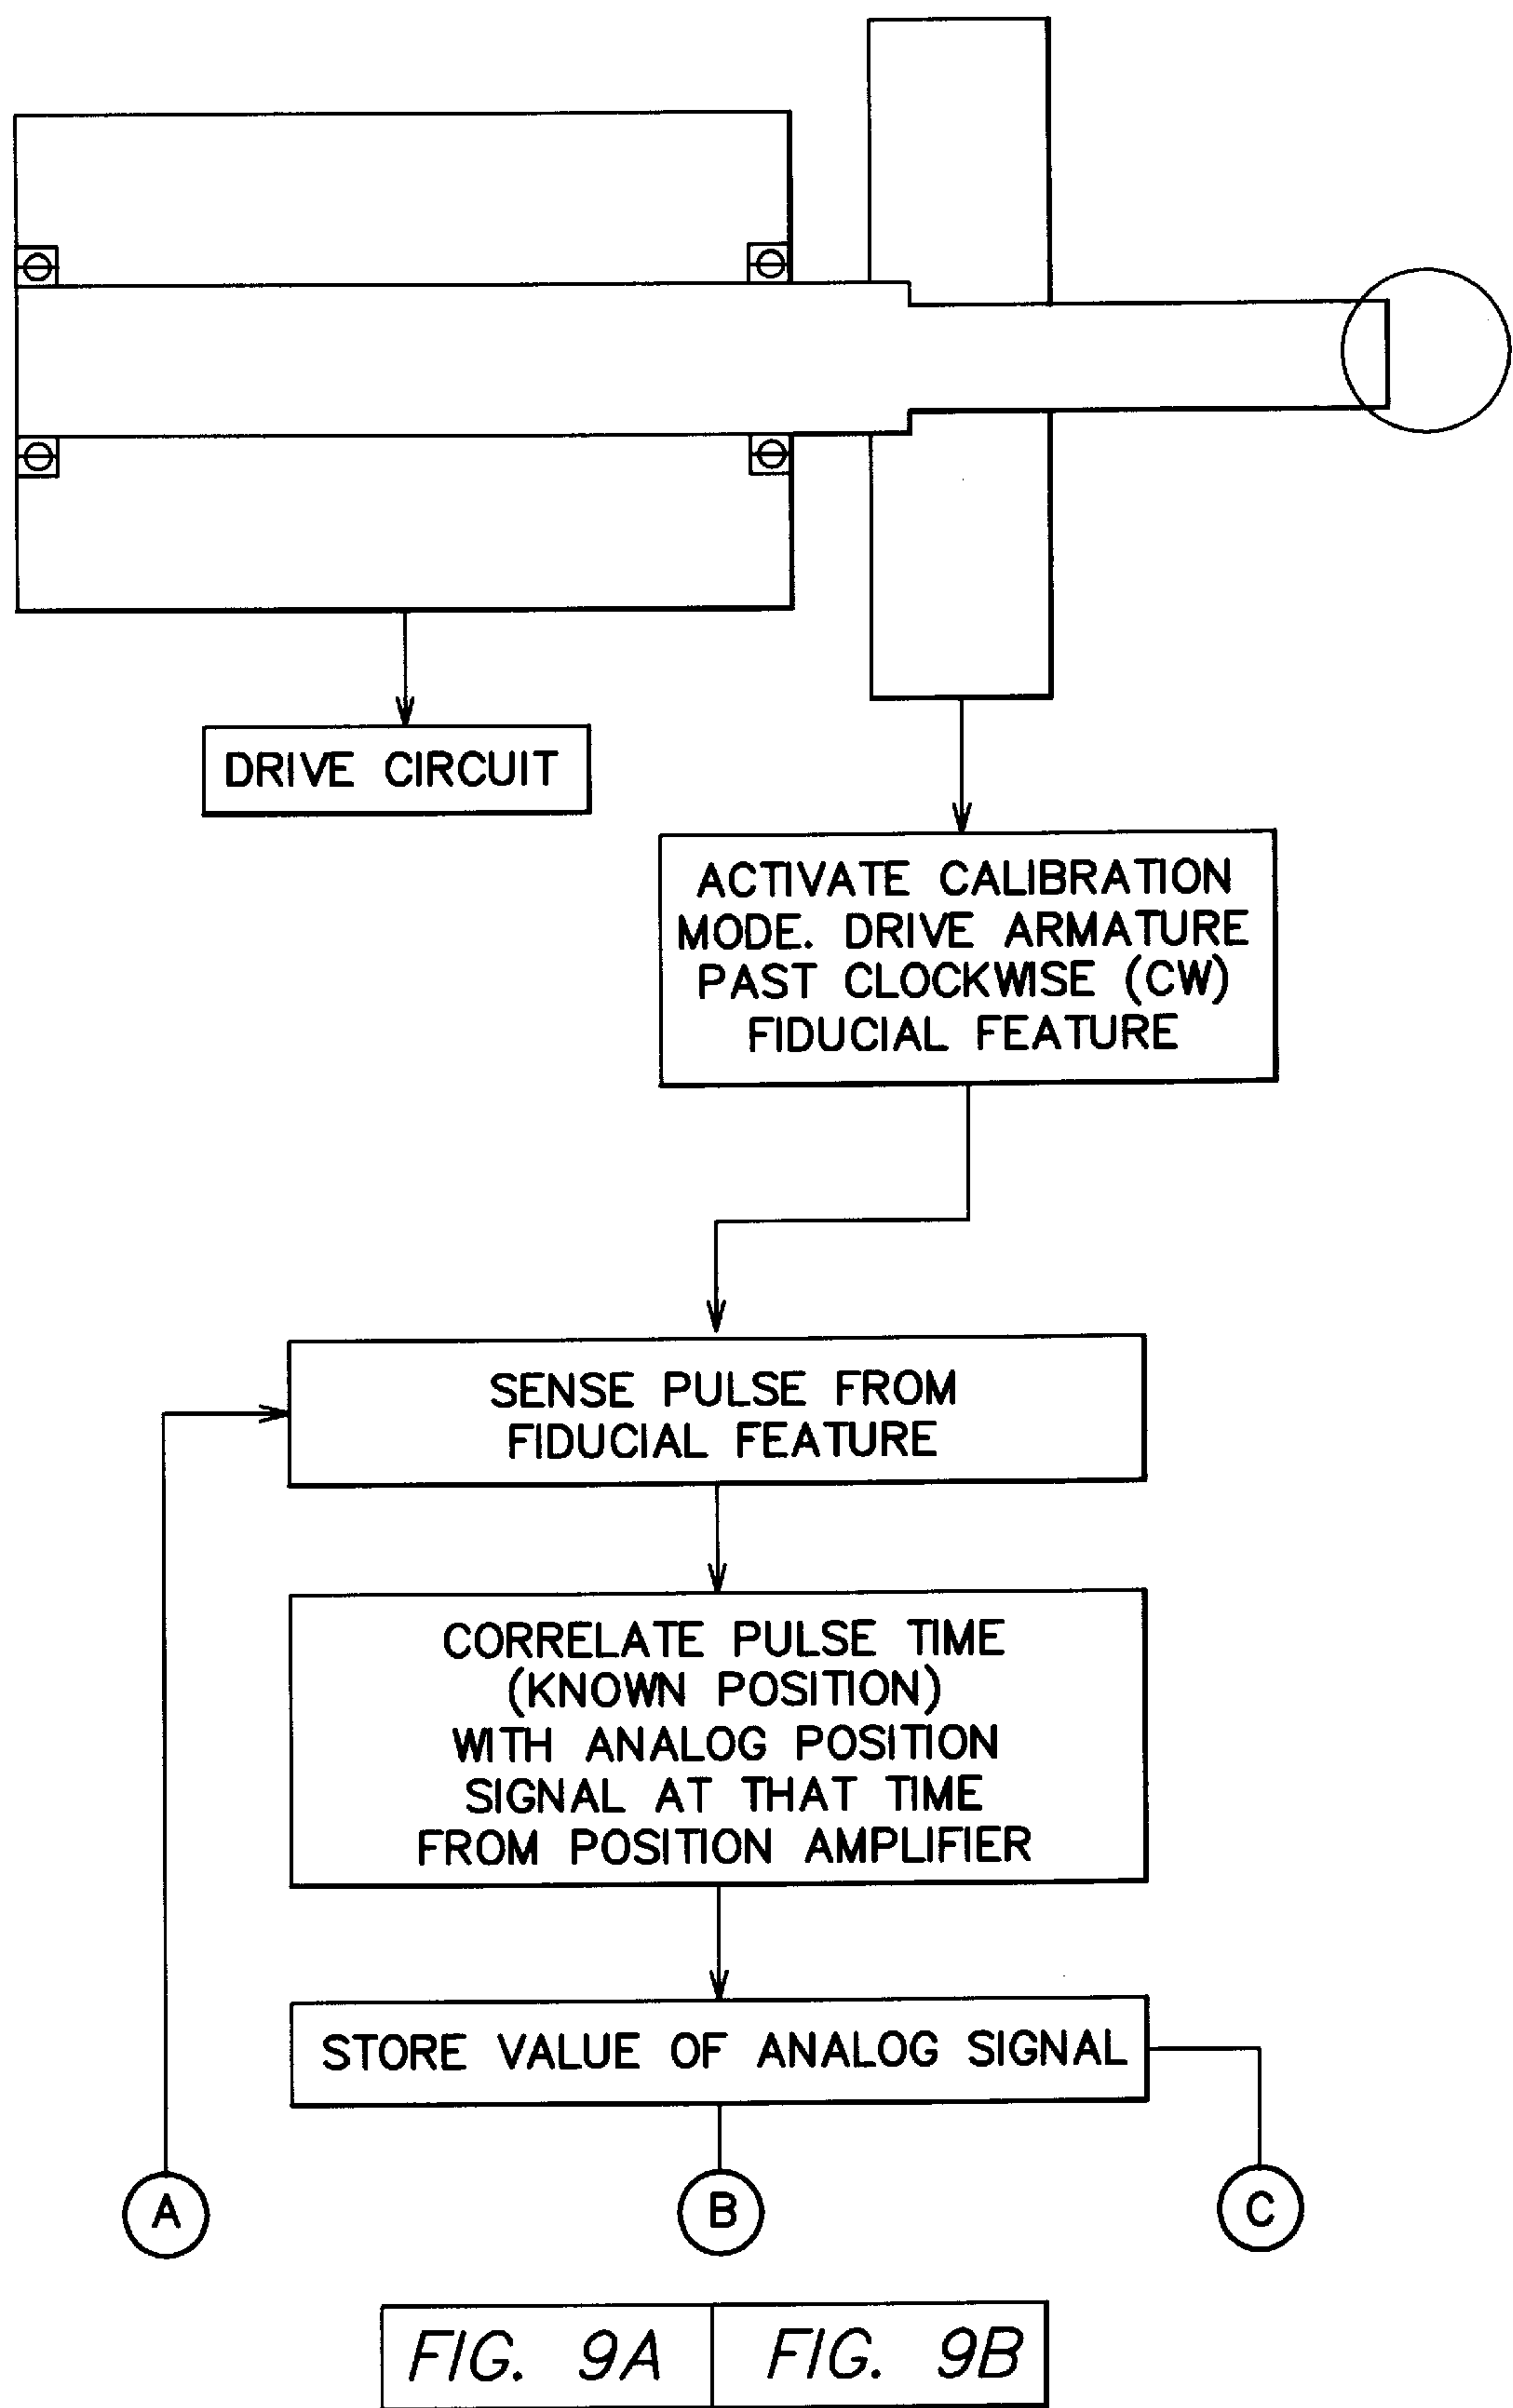 DRIVE CIRCUIT
ACTIVATE CALIBRATION
MODE. DRIVE ARMATURE
PAST CLOCKWISE (CW)
FIDUCIAL FEATURE
SENSE PULSE FROM
FIDUCIAL FEATURE
CORRELATE PULSE TIME
(KNOWN POSITION)
WITH ANALOG POSITION
SIGNAL AT THAT TIME
FROM POSITION AMPLIFIER
STORE VALUE OF ANALOG SIGNAL
A
B
C
FIG. 9A
FIG. 9B